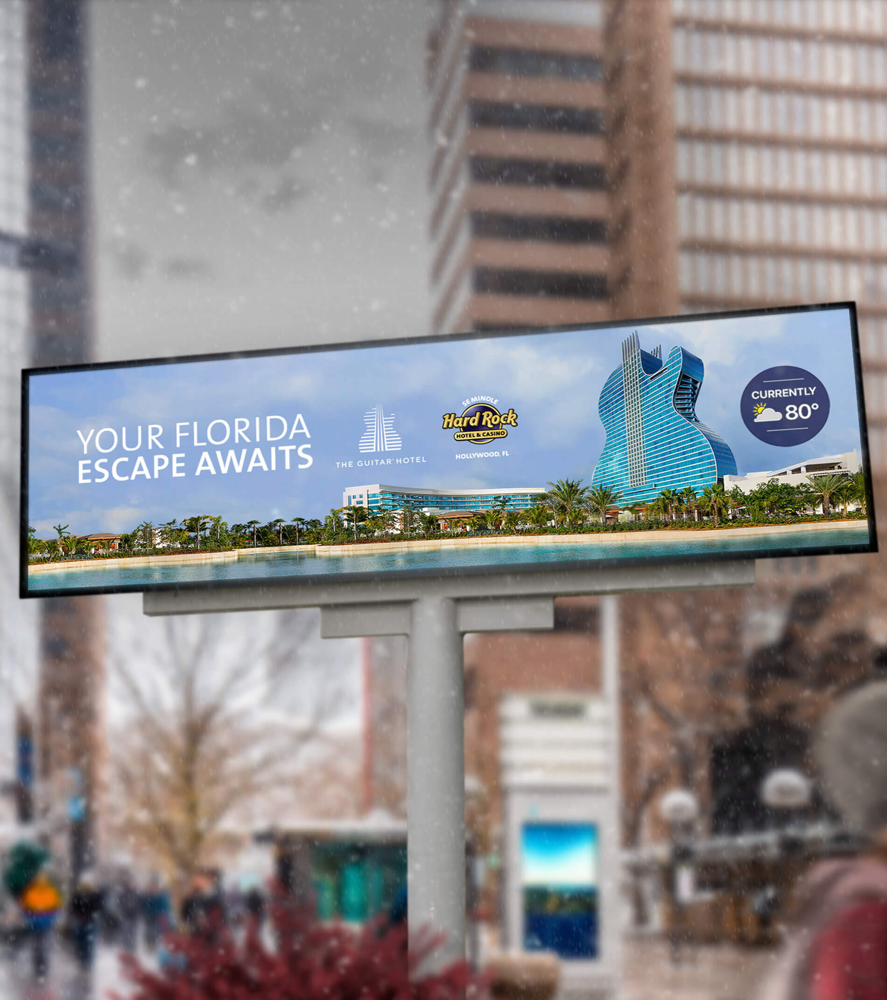 YOUR FLORIDA
ESCAPE AWAITS
THE GUITAR® HOTEL
SEMINOLE
Hard Rock
HOTEL & CASINO
HOLLYWOOD, FL
CURRENTLY
80°